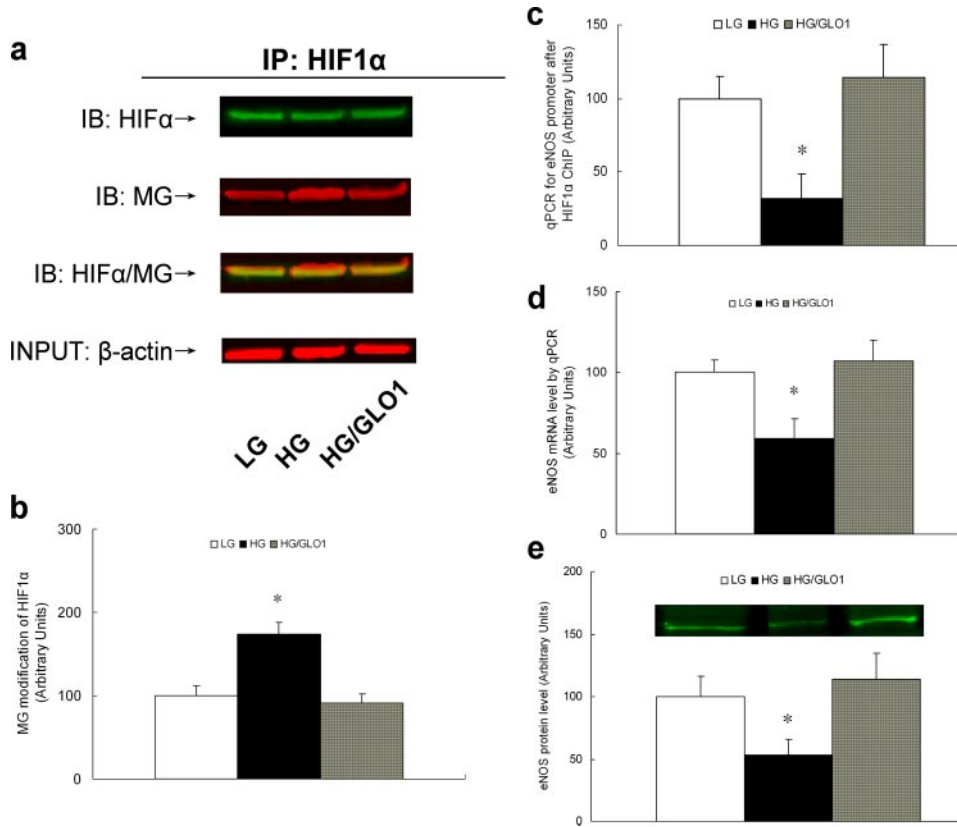 a
IP: HIF1α
IB: HIFα→
IB: MG→
IB: HIFα/MG→
INPUT: β-actin→
LG HG HG/GLO1
b
MG modification of HIF1α
(Arbitrary Units)
300
200
100
00
LG HG HG/GLO1
*
c
qPCR for eNOS promoter after
HIF1α ChIP (Arbitrary Units)
150
100
50
0
LG HG HG/GLO1
*
d
eNOS mRNA level by qPCR
(Arbitrary Units)
150
100
50
0
LG HG HG/GLO1
*
e
eNOS protein level (Arbitrary Units)
200
150
100
50
0
LG HG HG/GLO1
*